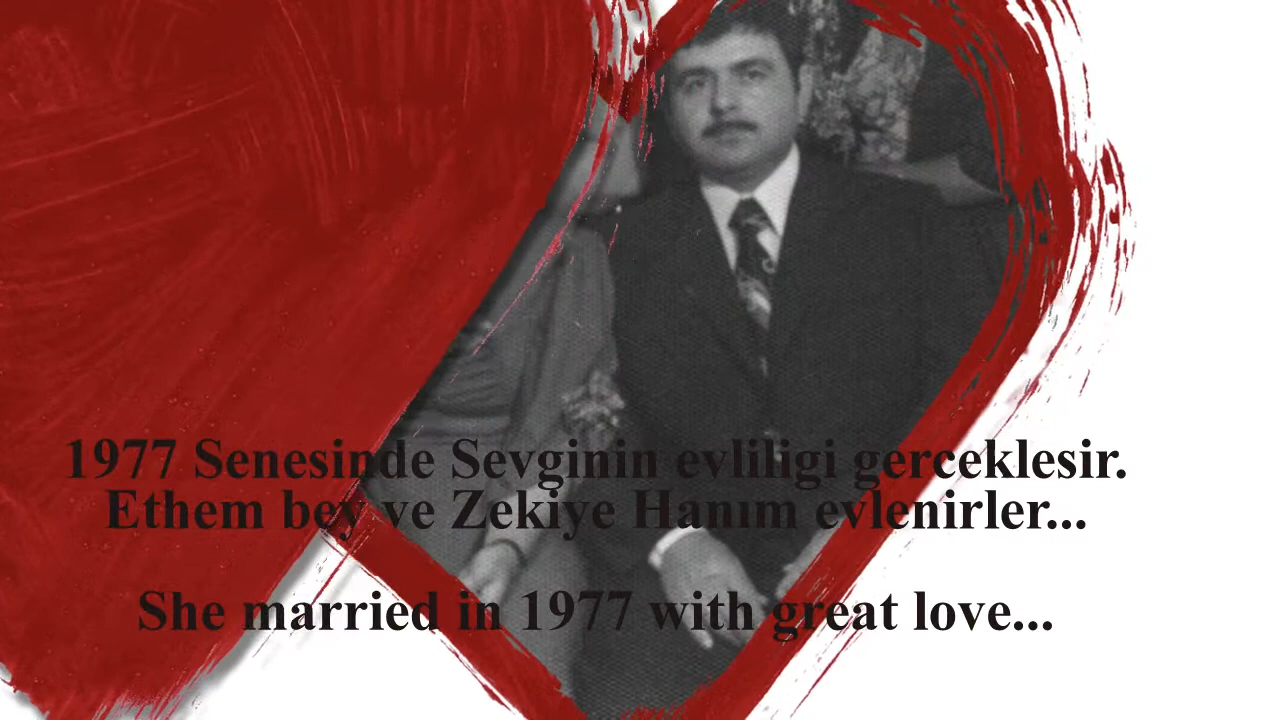 1977 Senesinde Sevginin evliligi gerceklesir.
Ethem bey ve Zekiye Hanım evlenirler...
She married in 1977 with great love...